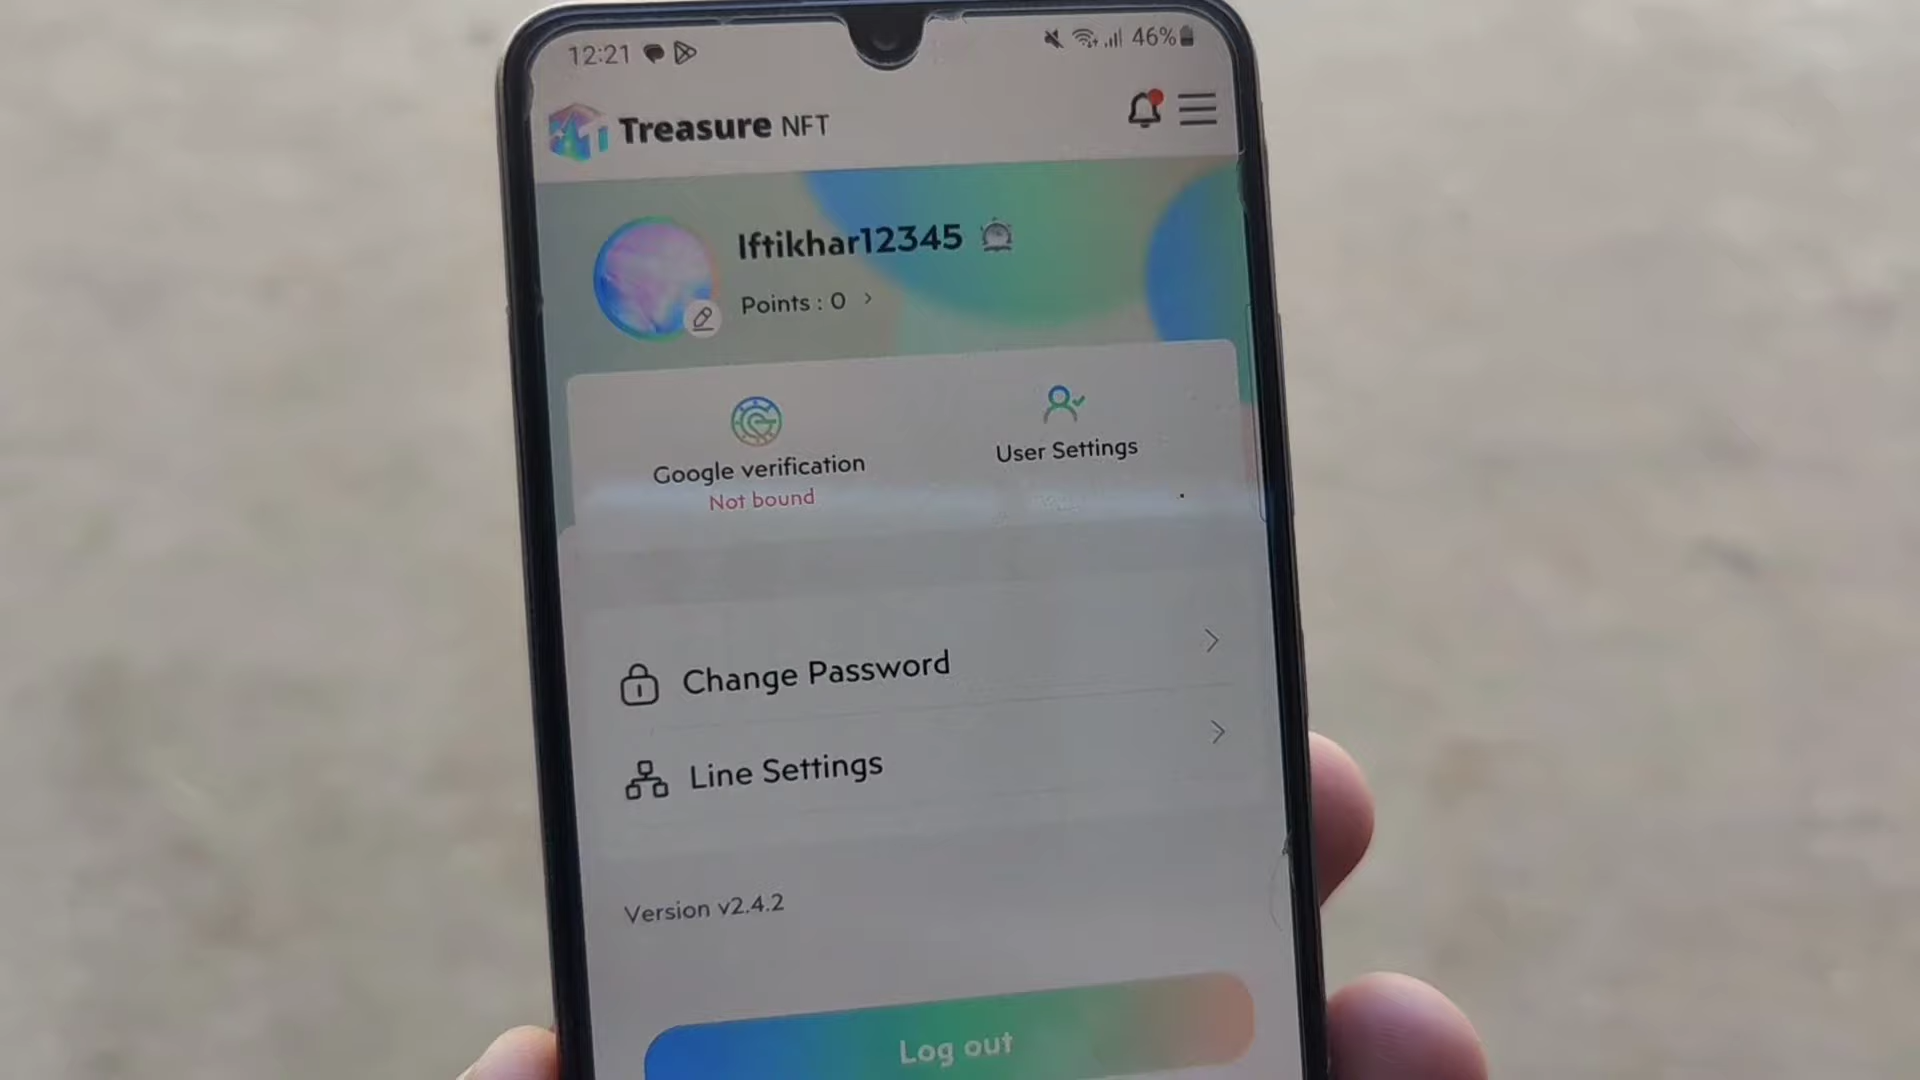 12:21 46%
Treasure NFT
Iftikhar12345
Points : 0 >
Google verification
Not bound
User Settings
Change Password
Line Settings
Version v2.4.2
Log out